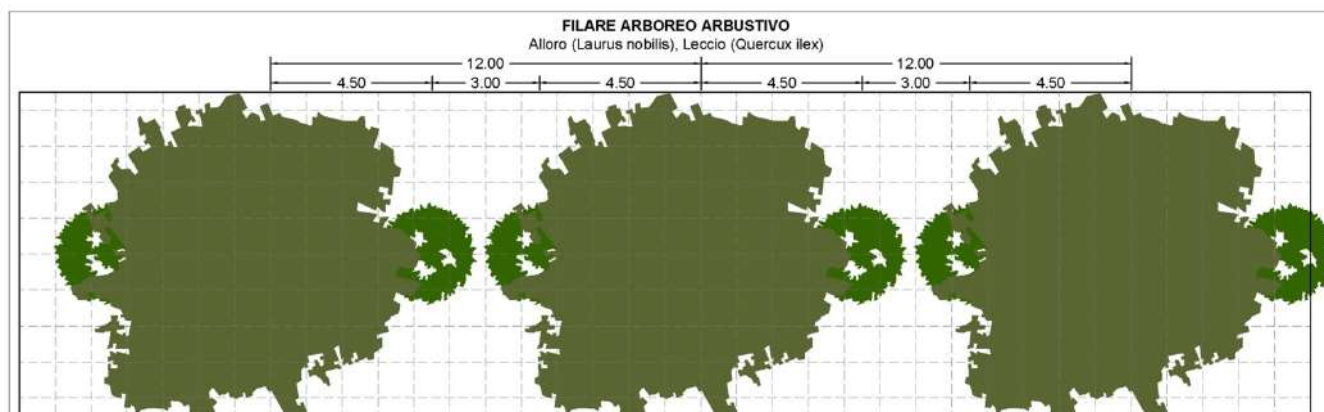 FILARE ARBOREO ARBUSTIVO
Alloro (Laurus nobilis), Leccio (Quercux ilex)
12.00 12.00
4.50 3.00 4.50 4.50 3.00 4.50